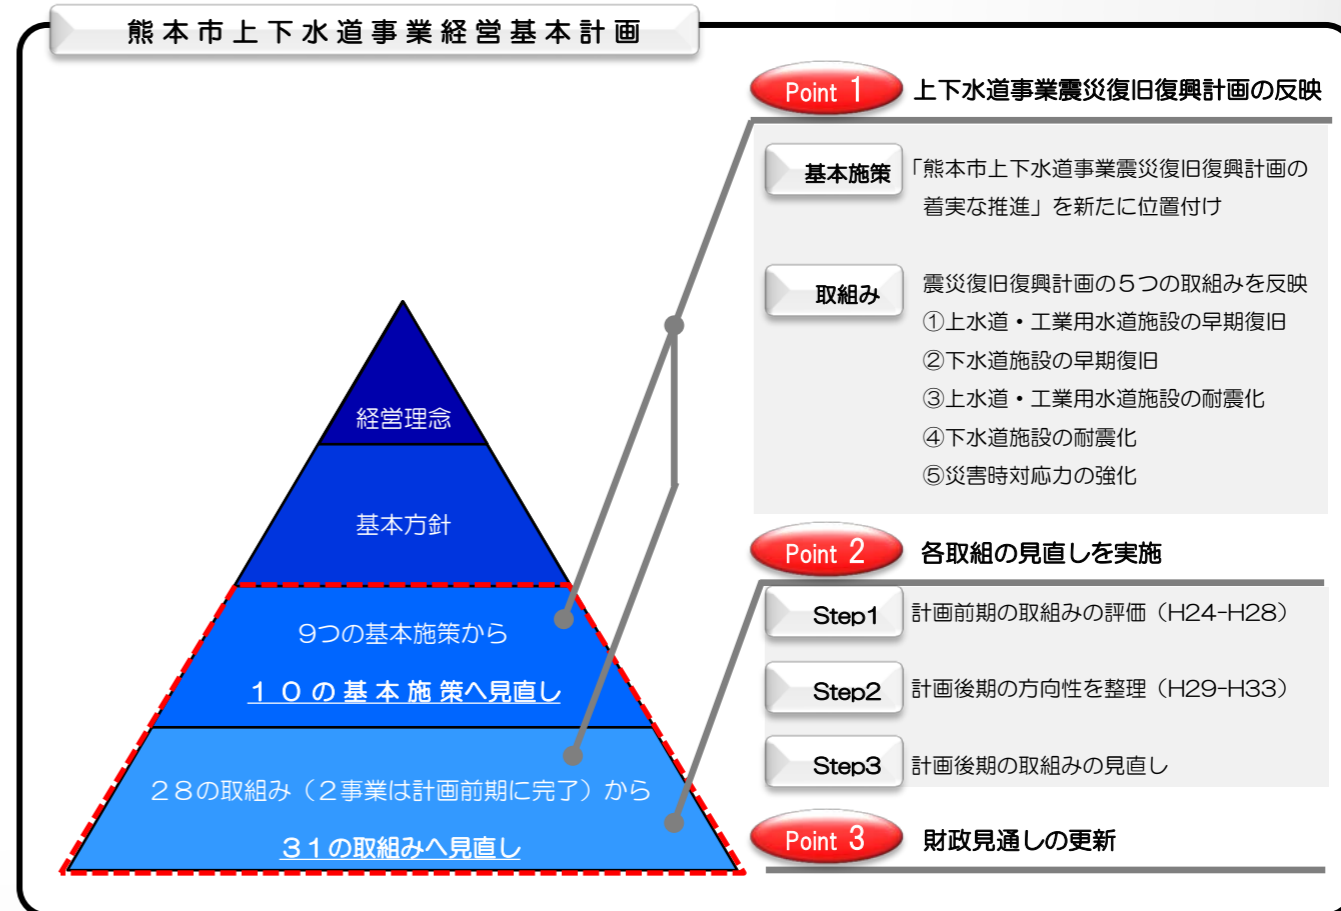 熊本市上下水道事業経営基本計画
経営理念
基本方針
9つの基本施策から
10の基本施策へ見直し
28の取組み（2事業は計画前期に完了）から
31の取組みへ見直し
Point 1 上下水道事業震災復旧復興計画の反映
基本施策 「熊本市上下水道事業震災復旧復興計画の
着実な推進」を新たに位置付け
取組み 震災復旧復興計画の5つの取組みを反映
①上水道・工業用水道施設の早期復旧
②下水道施設の早期復旧
③上水道・工業用水道施設の耐震化
④下水道施設の耐震化
⑤災害時対応力の強化
Point 2 各取組の見直しを実施
Step1 計画前期の取組みの評価（H24-H28）
Step2 計画後期の方向性を整理（H29-H33）
Step3 計画後期の取組みの見直し
Point 3 財政見通しの更新